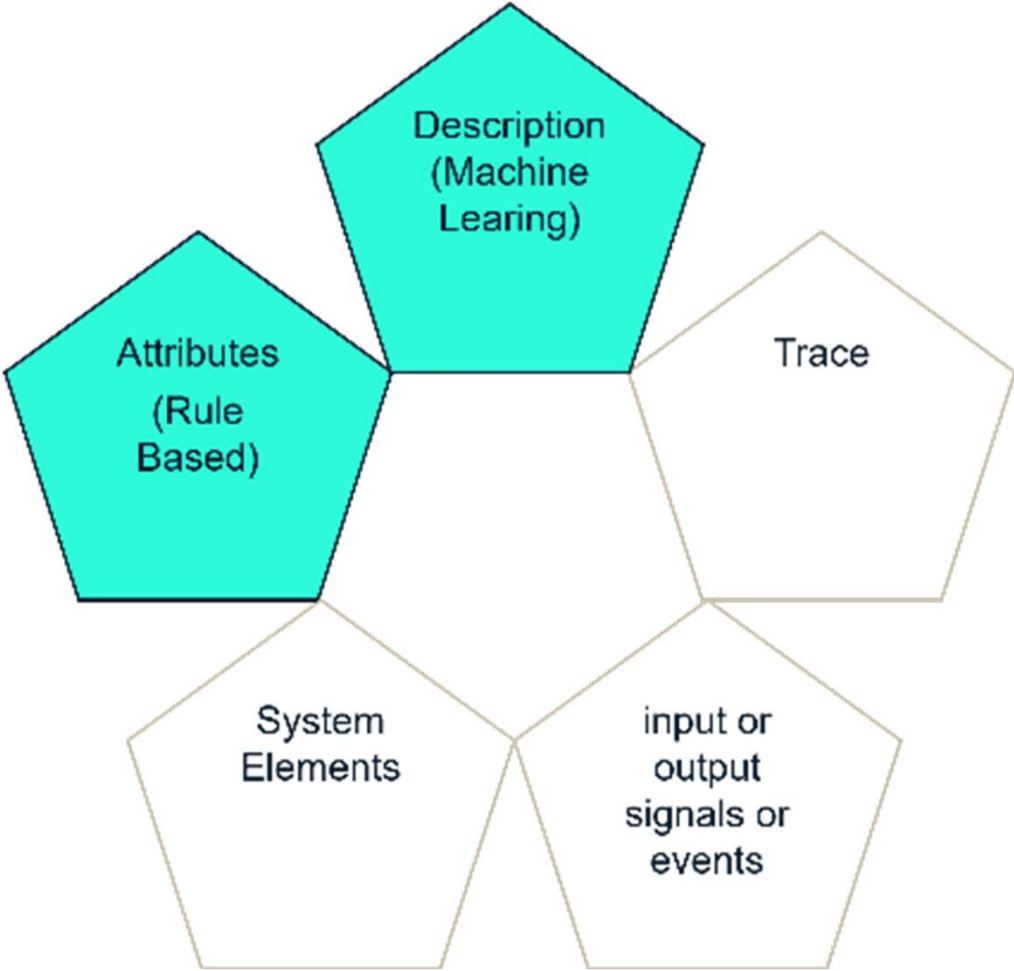 Description
(Machine
Learing)
Attributes
(Rule
Based)
Trace
System
Elements
input or
output
signals or
events